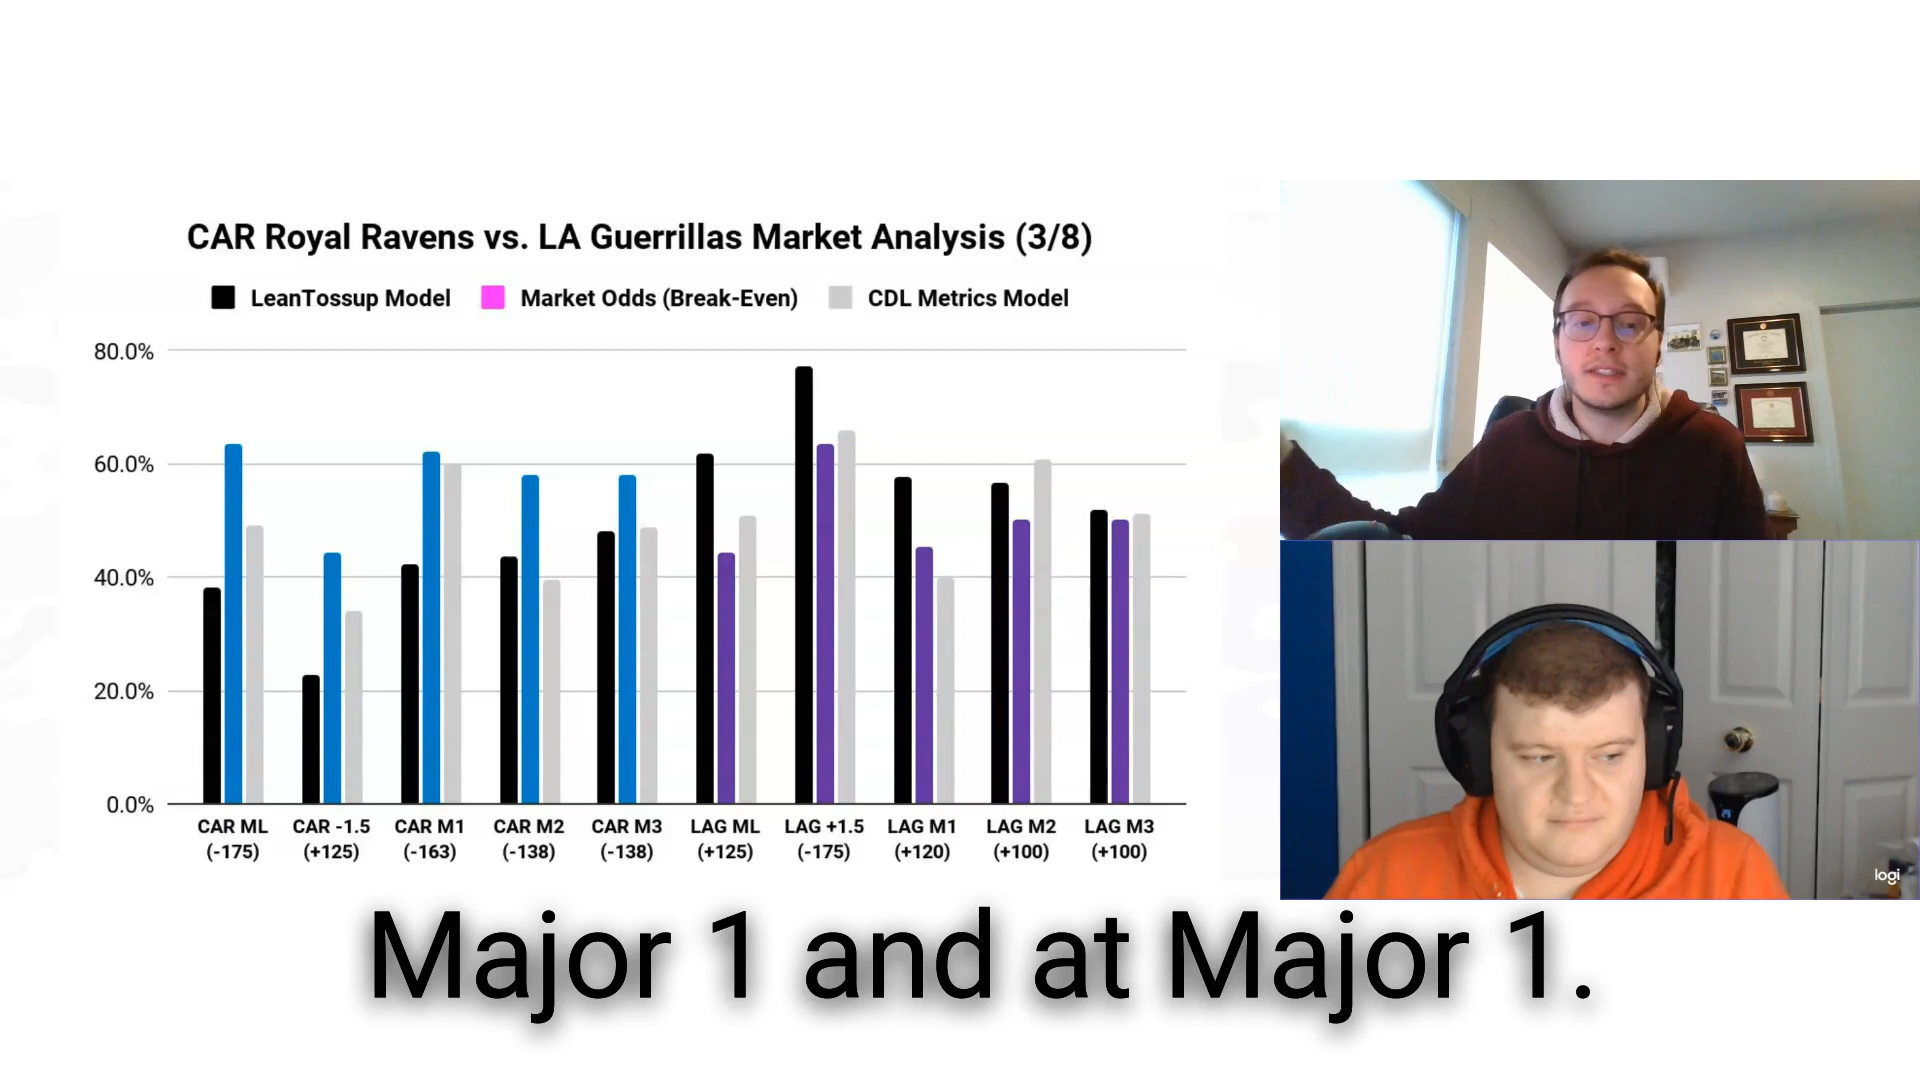 CAR Royal Ravens vs. LA Guerrillas Market Analysis (3/8)
LeanTossup Model Market Odds (Break-Even) CDL Metrics Model
80.0%
60.0%
40.0%
20.0%
0.0%
CAR ML CAR -1.5 CAR M1 CAR M2 CAR M3 LAG ML LAG +1.5 LAG M1 LAG M2 LAG M3
(-175) (+125) (-163) (-138) (-138) (+125) (-175) (+120) (+100) (+100)
logi
Major 1 and at Major 1.